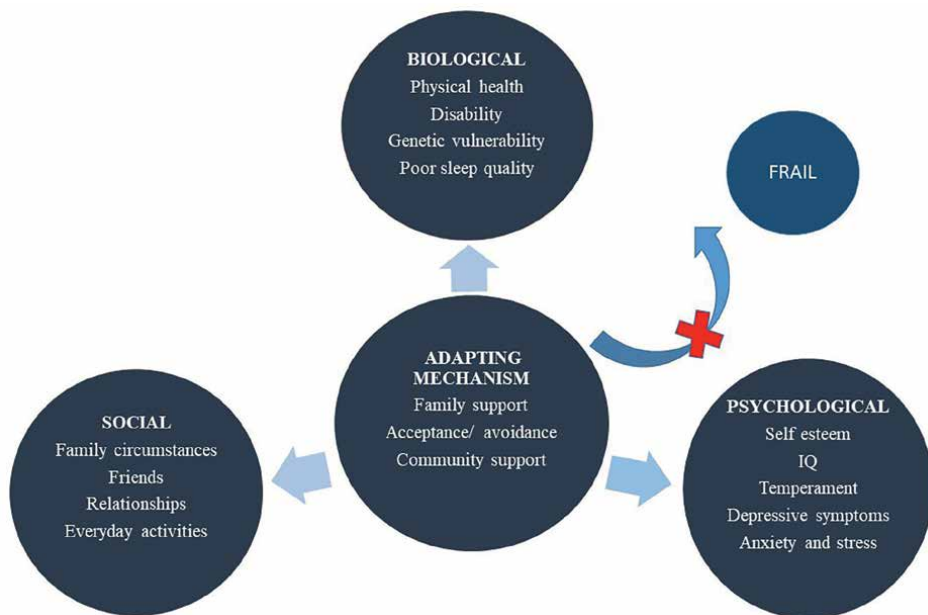 BIOLOGICAL
Physical health
Disability
Genetic vulnerability
Poor sleep quality
FRAIL
ADAPTING
MECHANISM
Family support
Acceptance/ avoidance
Community support
SOCIAL
Family circumstances
Friends
Relationships
Everyday activities
PSYCHOLOGICAL
Self esteem
IQ
Temperament
Depressive symptoms
Anxiety and stress